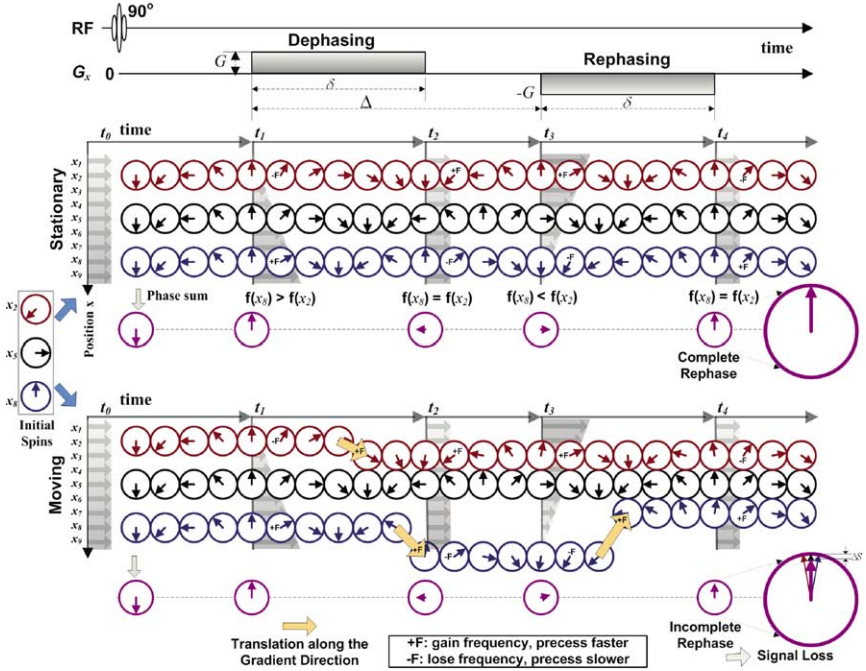 RF 90°
time
Dephasing
G
Rephasing
Gx 0
δ
-G
Δ
δ
t0 time t1 t2 t3 t4
x1
x2
x3
x4
x5
x6
x7
x8
x9
Stationary
-F +F +F -F
+F -F -F +F
Position x
Phase sum
f(x8) > f(x2) f(x8) = f(x2) f(x8) < f(x2) f(x8) = f(x2)
x2
x5
x8
Initial
Spins
Complete
Rephase
t0 time t1 t2 t3 t4
x1
x2
x3
x4
x5
x6
x7
x8
x9
Moving
-F +F +F +F -F
+F +F -F -F +F +F
Incomplete
Rephase
Translation along the
Gradient Direction
+F: gain frequency, precess faster
-F: lose frequency, precess slower
Signal Loss